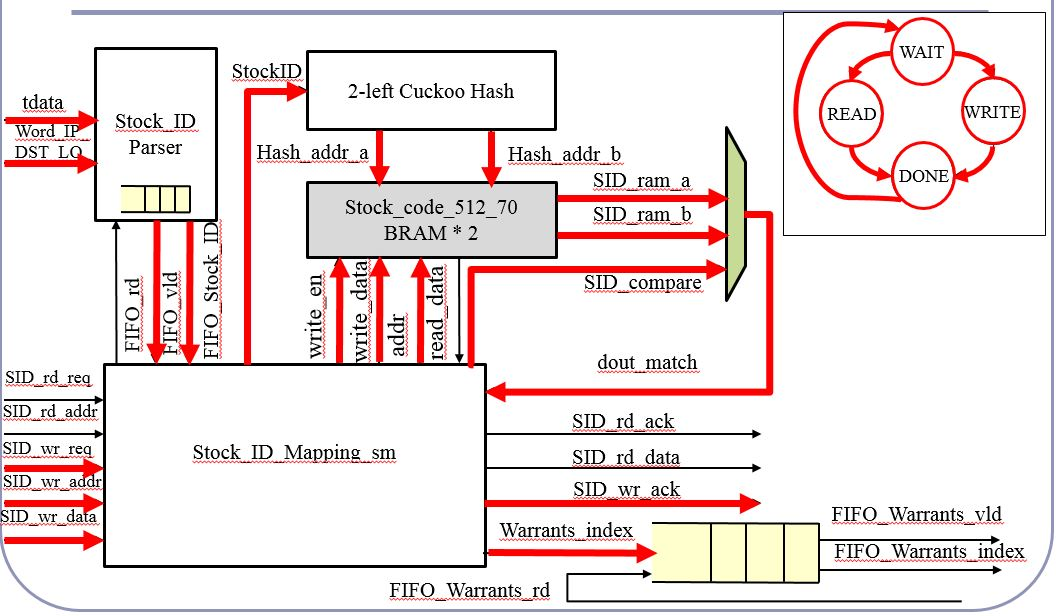 WAIT
READ
WRITE
DONE
tdata
Word_IP_
DST_LO
Stock_ID
Parser
StockID
2-left Cuckoo Hash
Hash_addr_a
Hash_addr_b
Stock_code_512_70
BRAM * 2
SID_ram_a
SID_ram_b
SID_compare
dout_match
FIFO_rd
FIFO_vld
FIFO_Stock_ID
write_en
write_data
addr
read_data
SID_rd_req
SID_rd_addr
SID_wr_req
SID_wr_addr
SID_wr_data
Stock_ID_Mapping_sm
SID_rd_ack
SID_rd_data
SID_wr_ack
Warrants_index
FIFO_Warrants_vld
FIFO_Warrants_index
FIFO_Warrants_rd